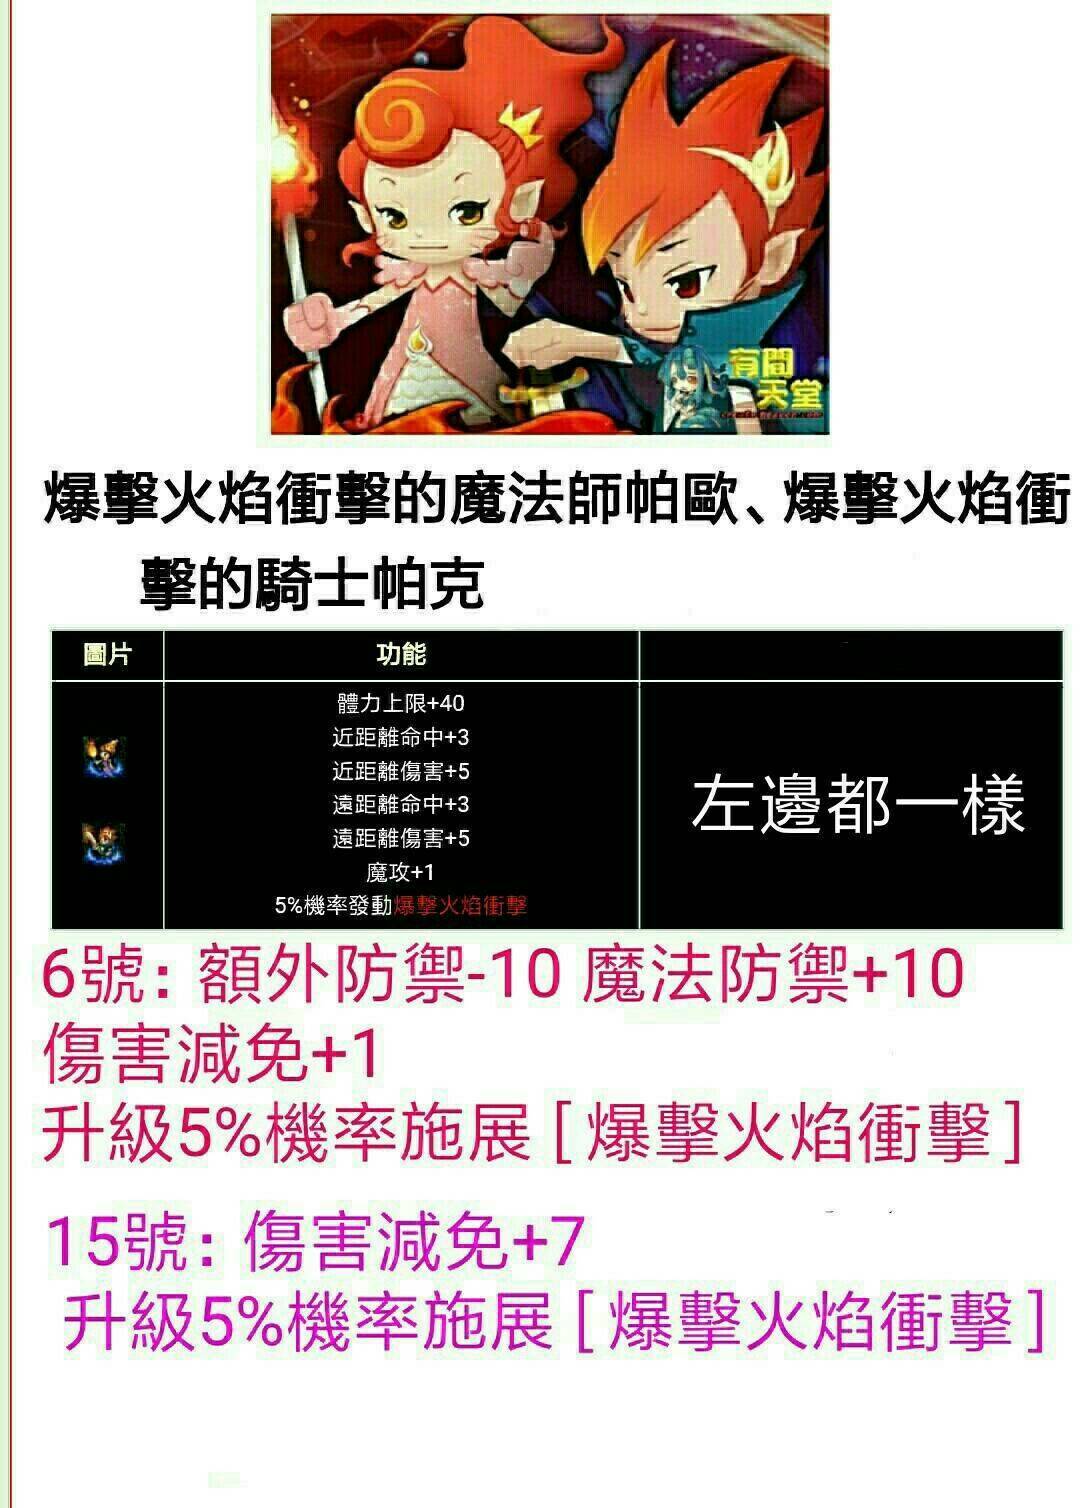 有間
天堂
爆擊火焰衝擊的魔法師帕歐、爆擊火焰衝
擊的騎士帕克
圖片 功能
體力上限+40
近距離命中+3
近距離傷害+5
遠距離命中+3
遠距離傷害+5
魔攻+1
5%機率發動爆擊火焰衝擊
左邊都一樣
6號：額外防禦-10 魔法防禦+10
傷害減免+1
升級5%機率施展［爆擊火焰衝擊］
15號：傷害減免+7
升級5%機率施展［爆擊火焰衝擊］